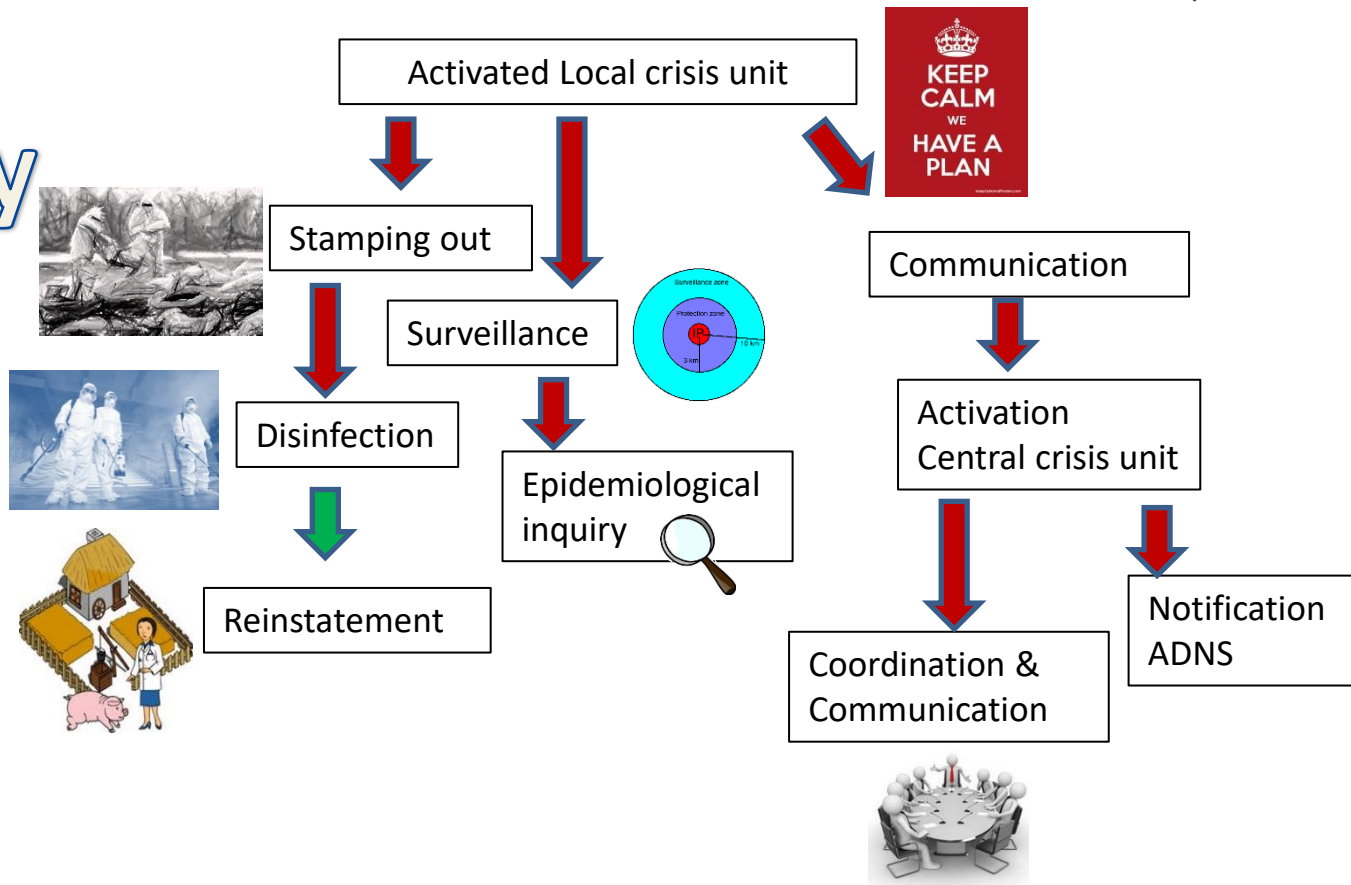 Activated Local crisis unit
KEEP
CALM
WE
HAVE A
PLAN
y
Stamping out
Communication
Surveillance zone
Protection zone
IP
10 km
3 km
Surveillance
Disinfection
Activation
Central crisis unit
Epidemiological
inquiry
Reinstatement
Notification
ADNS
Coordination &
Communication